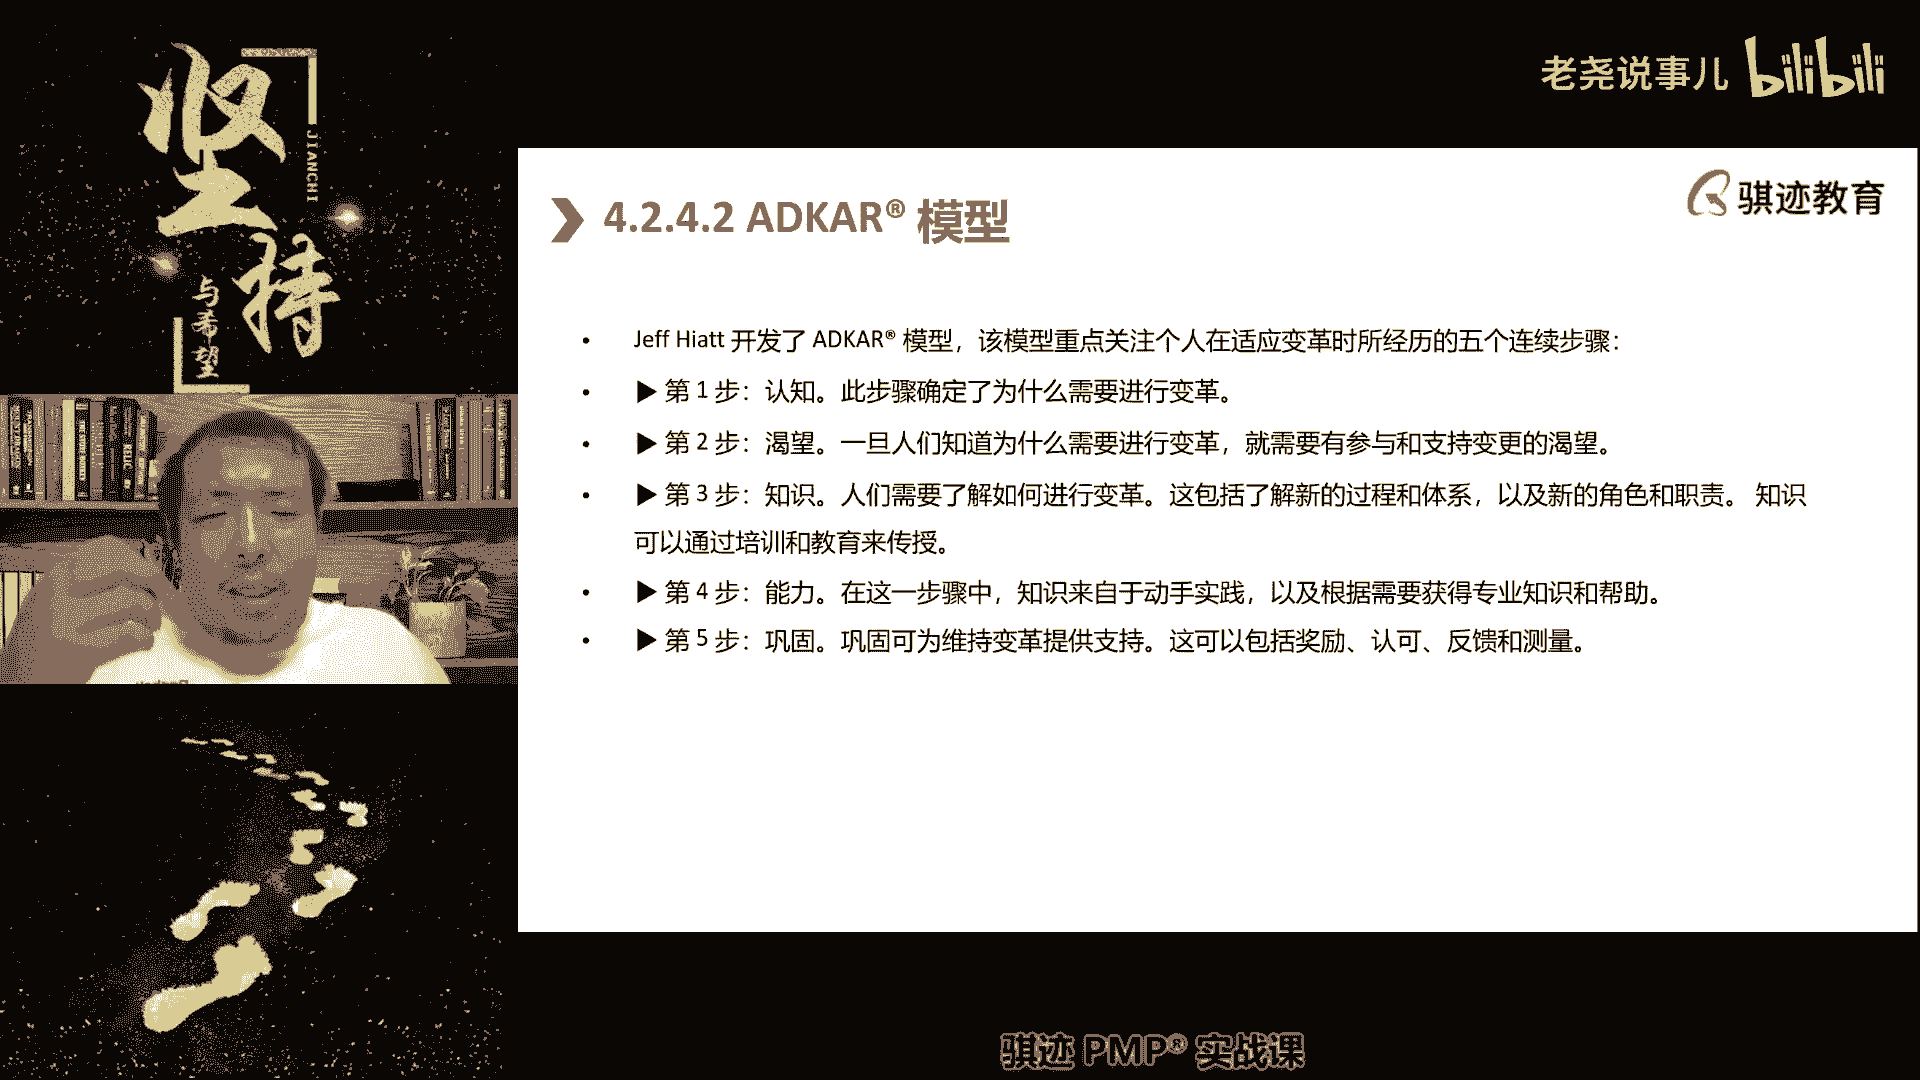 坚持
JIANCHI
与希望
老尧说事儿 bilibili
骐迹教育
4.2.4.2 ADKAR® 模型
• Jeff Hiatt 开发了 ADKAR® 模型，该模型重点关注个人在适应变革时所经历的五个连续步骤：
• ▶ 第 1 步：认知。此步骤确定了为什么需要进行变革。
• ▶ 第 2 步：渴望。一旦人们知道为什么需要进行变革，就需要有参与和支持变更的渴望。
• ▶ 第 3 步：知识。人们需要了解如何进行变革。这包括了解新的过程和体系，以及新的角色和职责。 知识
可以通过培训和教育来传授。
• ▶ 第 4 步：能力。在这一步骤中，知识来自于动手实践，以及根据需要获得专业知识和帮助。
• ▶ 第 5 步：巩固。巩固可为维持变革提供支持。这可以包括奖励、认可、反馈和测量。
骐迹 PMP® 实战课